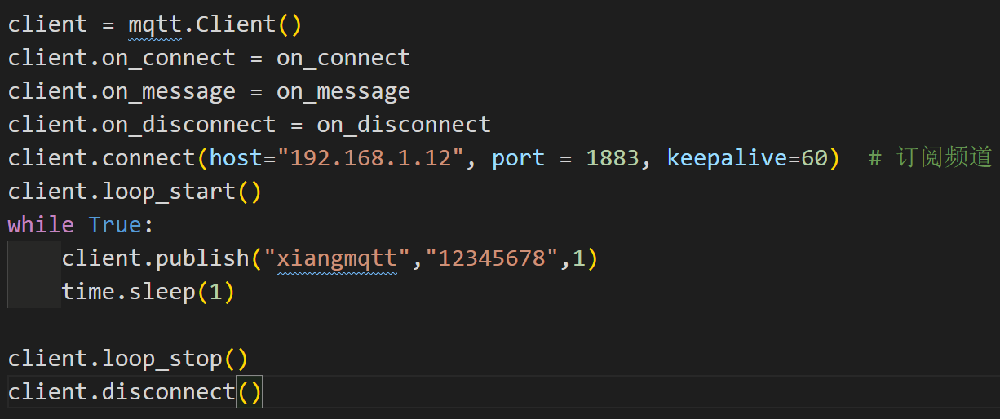 client = mqtt.Client()
client.on_connect = on_connect
client.on_message = on_message
client.on_disconnect = on_disconnect
client.connect(host="192.168.1.12", port = 1883, keepalive=60)  # 订阅频道
client.loop_start()
while True:
    client.publish("xiangmqtt","12345678",1)
    time.sleep(1)

client.loop_stop()
client.disconnect()